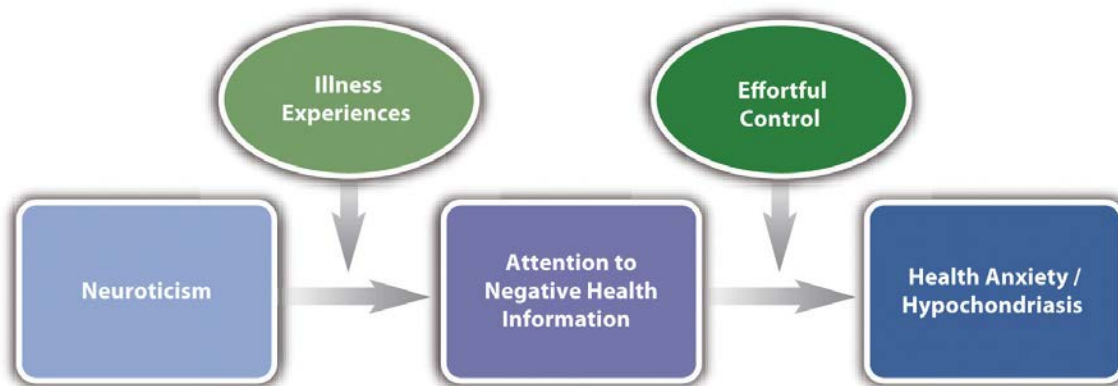 Illness
Experiences
Effortful
Control
Neuroticism
Attention to
Negative Health
Information
Health Anxiety /
Hypochondriasis